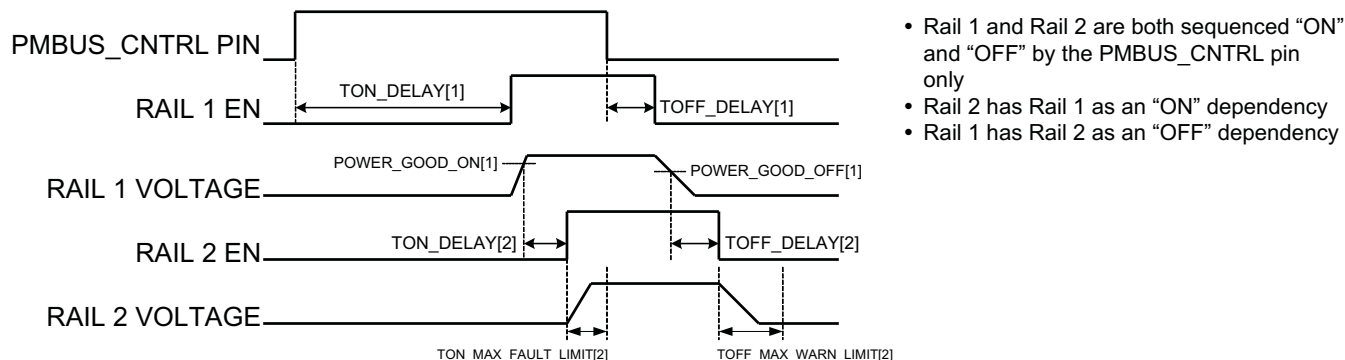 PMBUS_CNTRL PIN
RAIL 1 EN
TON_DELAY[1]
TOFF_DELAY[1]
RAIL 1 VOLTAGE
POWER_GOOD_ON[1]
POWER_GOOD_OFF[1]
RAIL 2 EN
TON_DELAY[2]
TOFF_DELAY[2]
RAIL 2 VOLTAGE
TON_MAX_FAULT_LIMIT[2]
TOFF_MAX_WARN_LIMIT[2]
• Rail 1 and Rail 2 are both sequenced “ON”
and “OFF” by the PMBUS_CNTRL pin
only
• Rail 2 has Rail 1 as an “ON” dependency
• Rail 1 has Rail 2 as an “OFF” dependency